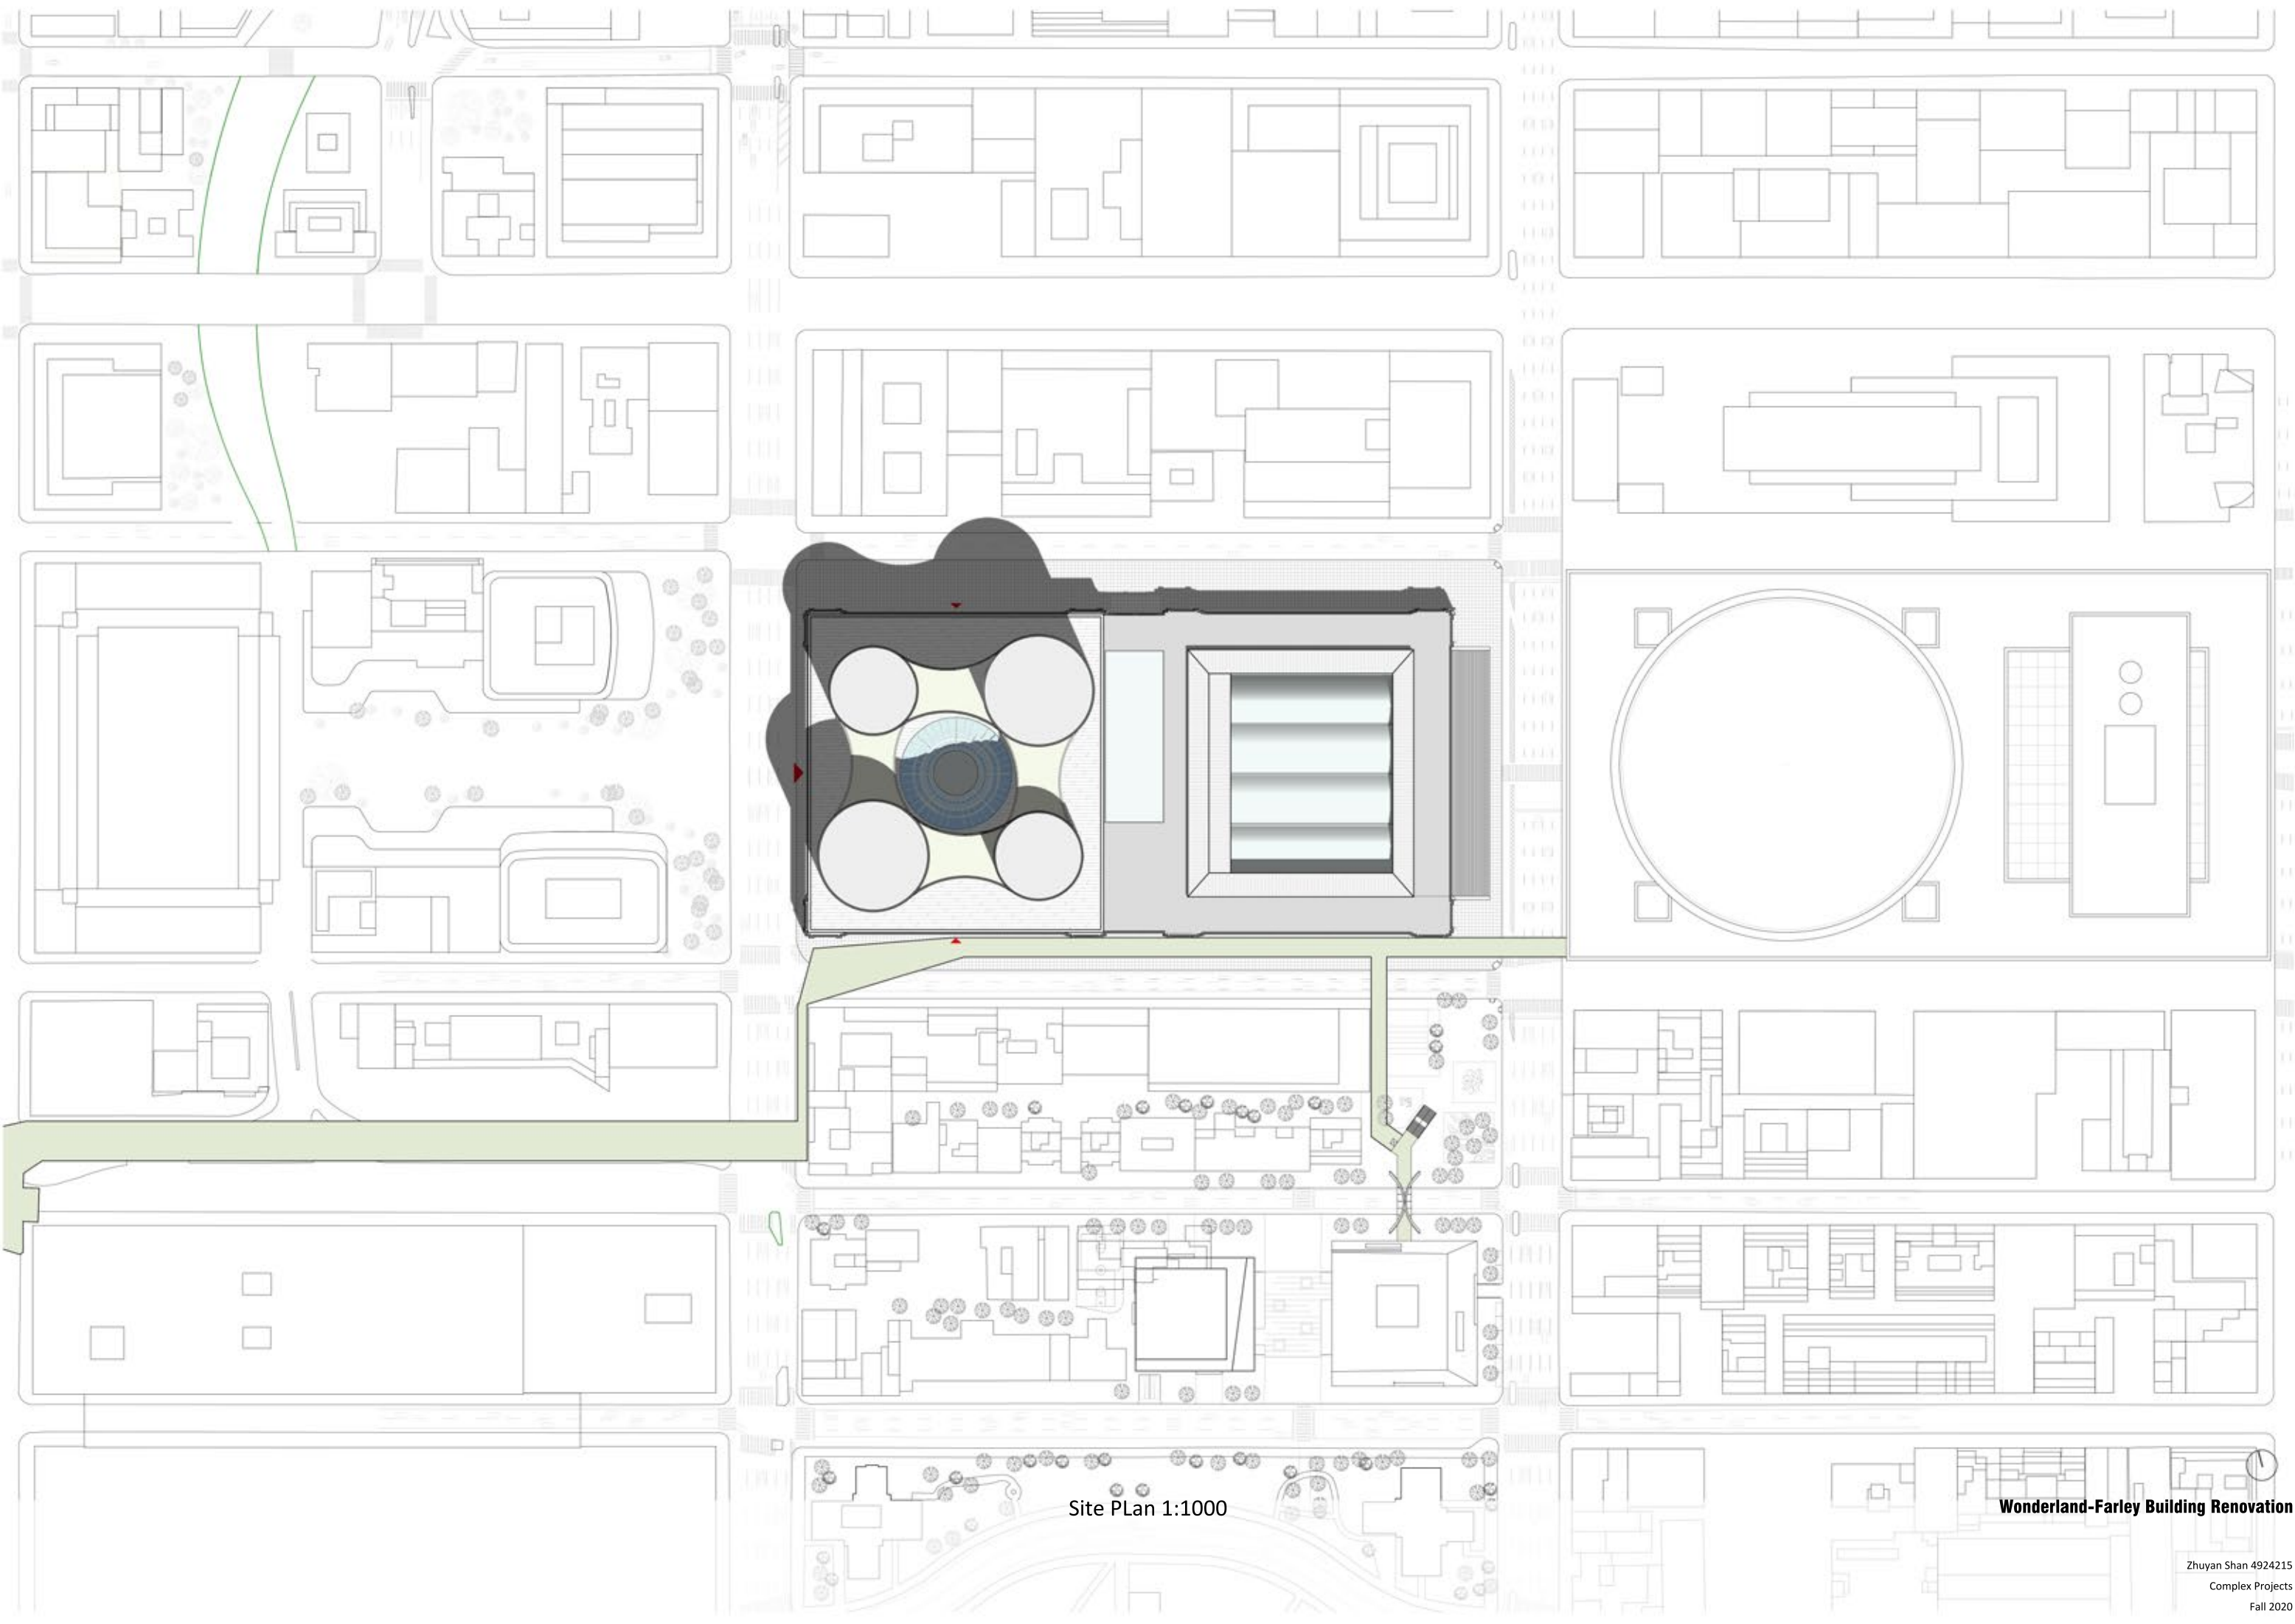 Site PLan 1:1000
Wonderland-Farley Building Renovation
Zhuyan Shan 4924215
Complex Projects
Fall 2020